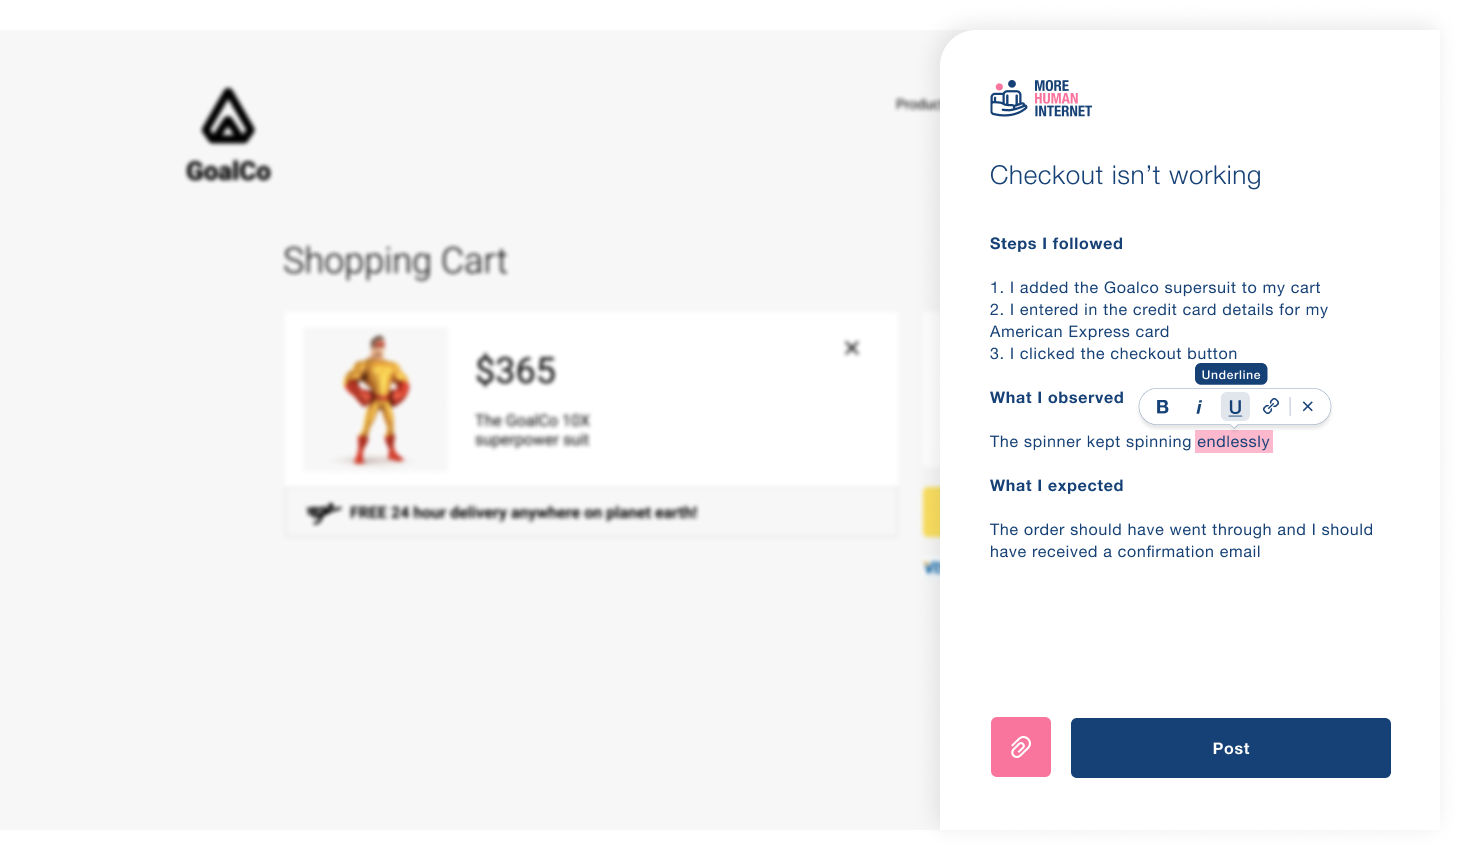 GoalCo
Shopping Cart
$365
The GoalCo 10X
superpower suit
FREE 24 hour delivery anywhere on planet earth!
MORE
HUMAN
INTERNET
Checkout isn’t working
Steps I followed
1. I added the Goalco supersuit to my cart
2. I entered in the credit card details for my
American Express card
3. I clicked the checkout button
Underline
What I observed
B i U
The spinner kept spinning endlessly
What I expected
The order should have went through and I should
have received a confirmation email
Post